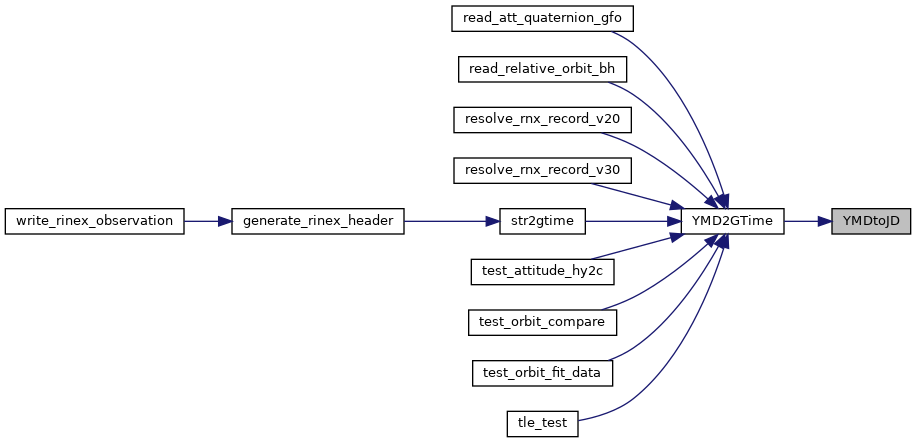 read_att_quaternion_gfo
read_relative_orbit_bh
resolve_rnx_record_v20
resolve_rnx_record_v30
write_rinex_observation
generate_rinex_header
str2gtime
YMD2GTime
YMDtoJD
test_attitude_hy2c
test_orbit_compare
test_orbit_fit_data
tle_test